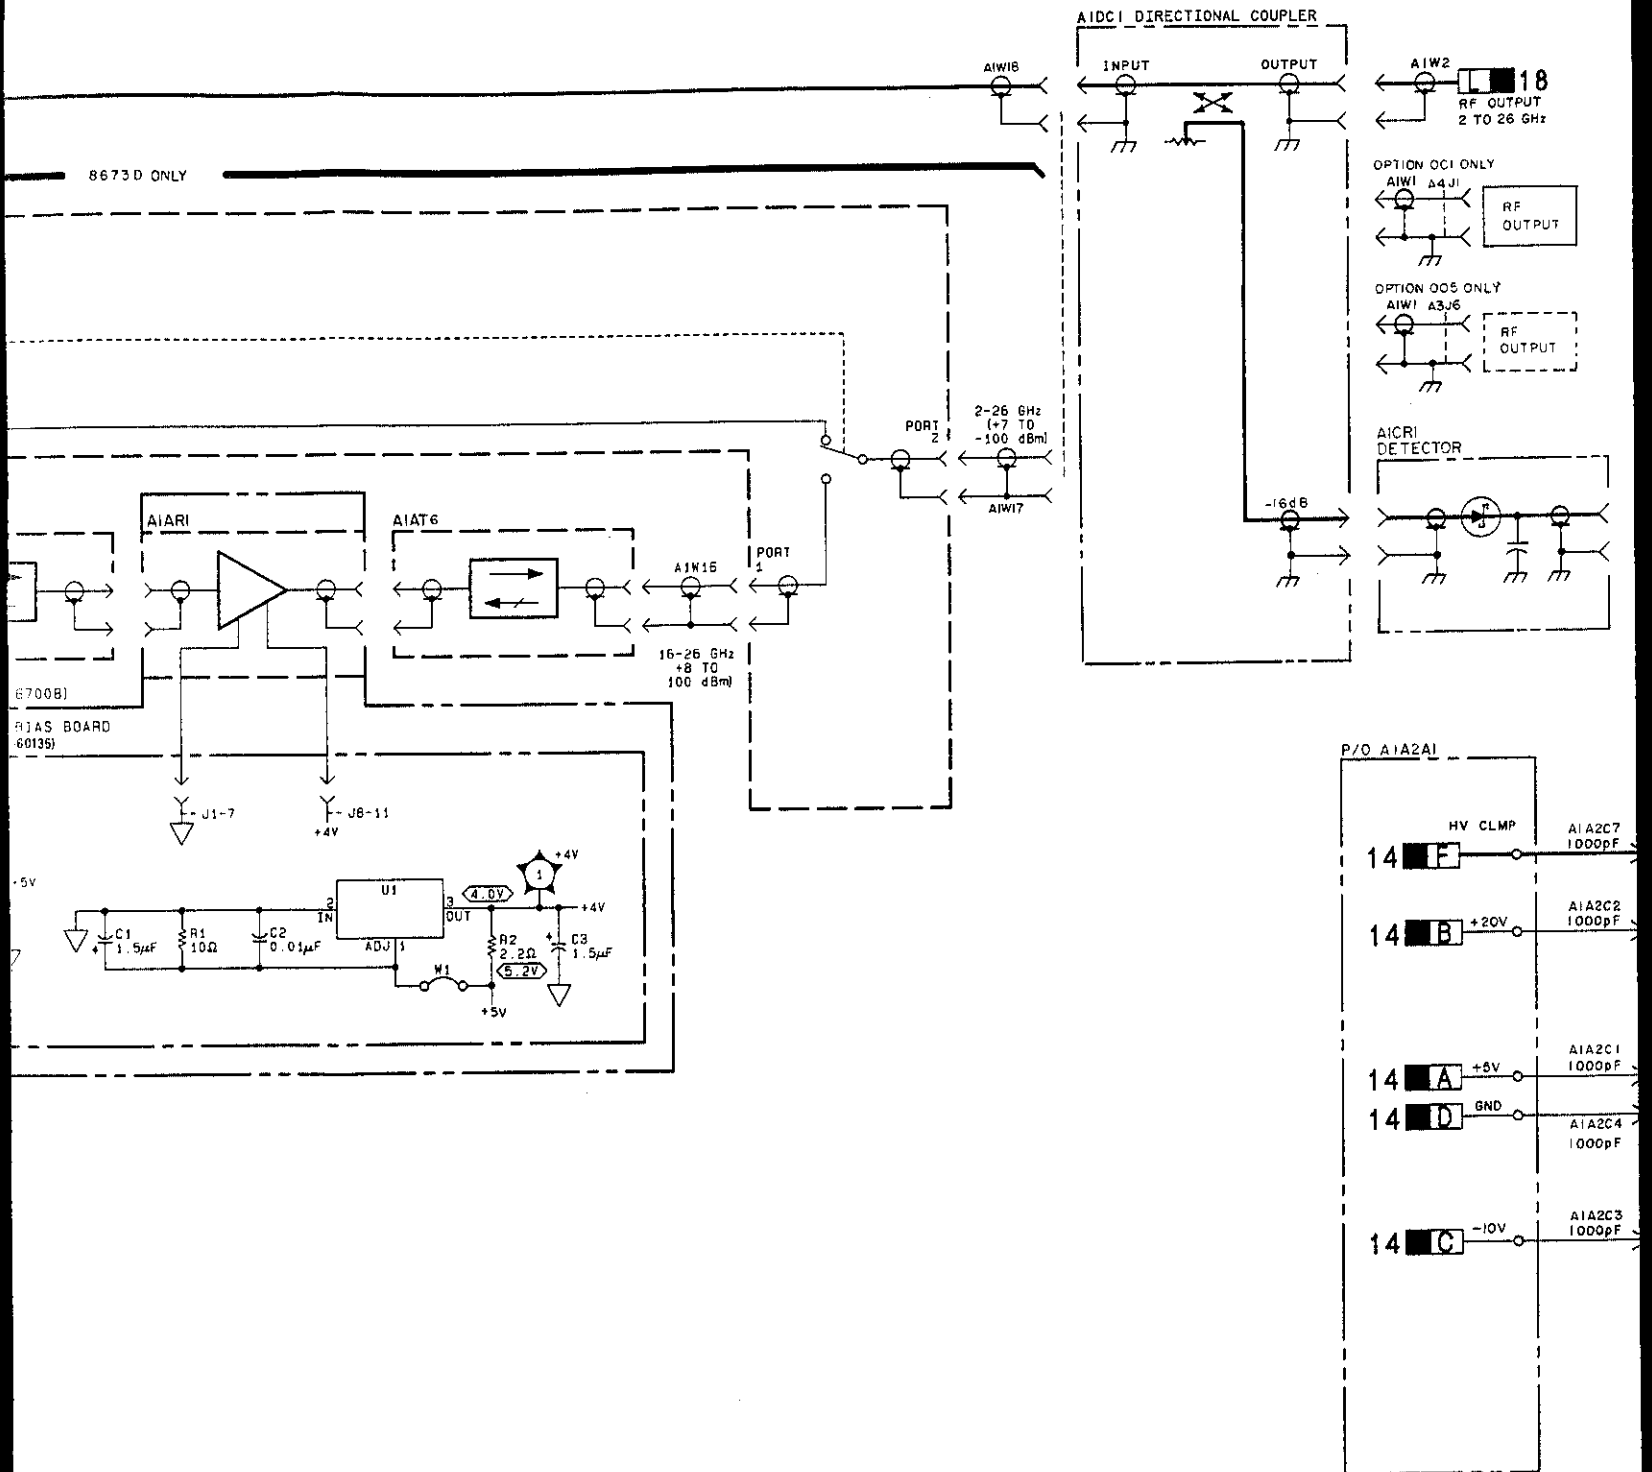 A1DC1 DIRECTIONAL COUPLER
A1W18
INPUT
OUTPUT
A1W2
L 18
RF OUTPUT
2 TO 26 GHz
8673D ONLY
OPTION 001 ONLY
A1W1 A4J1
RF
OUTPUT
OPTION 005 ONLY
A1W1 A3J6
RF
OUTPUT
PORT
2
2-26 GHz
(+7 TO
-100 dBm)
A1W17
A1CR1
DETECTOR
-16dB
A1AR1
A1AT6
A1W16
PORT
1
16-26 GHz
+8 TO
100 dBm)
6700B)
BIAS BOARD
-60135)
J1-7
J8-11
+4V
P/O A1A2A1
HV CLMP
A1A2C7
1000pF
14 F
+4V
1
-5V
U1
2
IN
3
OUT
4.0V
+4V
ADJ 1
C1
1.5µF
R1
10Ω
C2
0.01µF
R2
2.2Ω
5.2V
C3
1.5µF
W1
+5V
14 B
+20V
A1A2C2
1000pF
14 A
+5V
A1A2C1
1000pF
14 D
GND
A1A2C4
1000pF
14 C
-10V
A1A2C3
1000pF